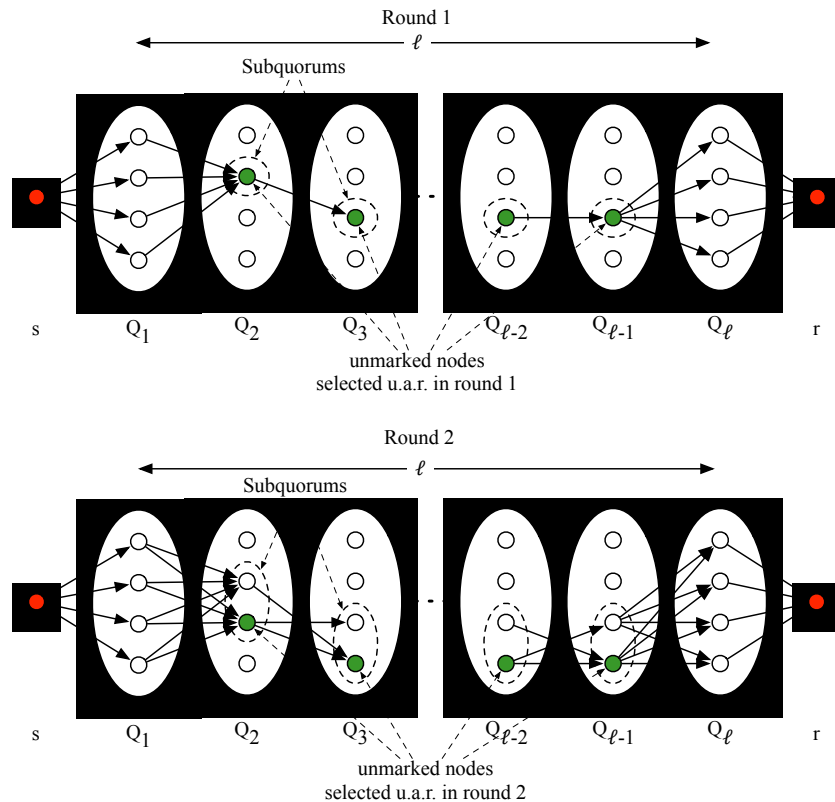 Round 1
ℓ
Subquorums
s Q1 Q2 Q3 Qℓ-2 Qℓ-1 Qℓ r
unmarked nodes
selected u.a.r. in round 1
Round 2
ℓ
Subquorums
s Q1 Q2 Q3 Qℓ-2 Qℓ-1 Qℓ r
unmarked nodes
selected u.a.r. in round 2